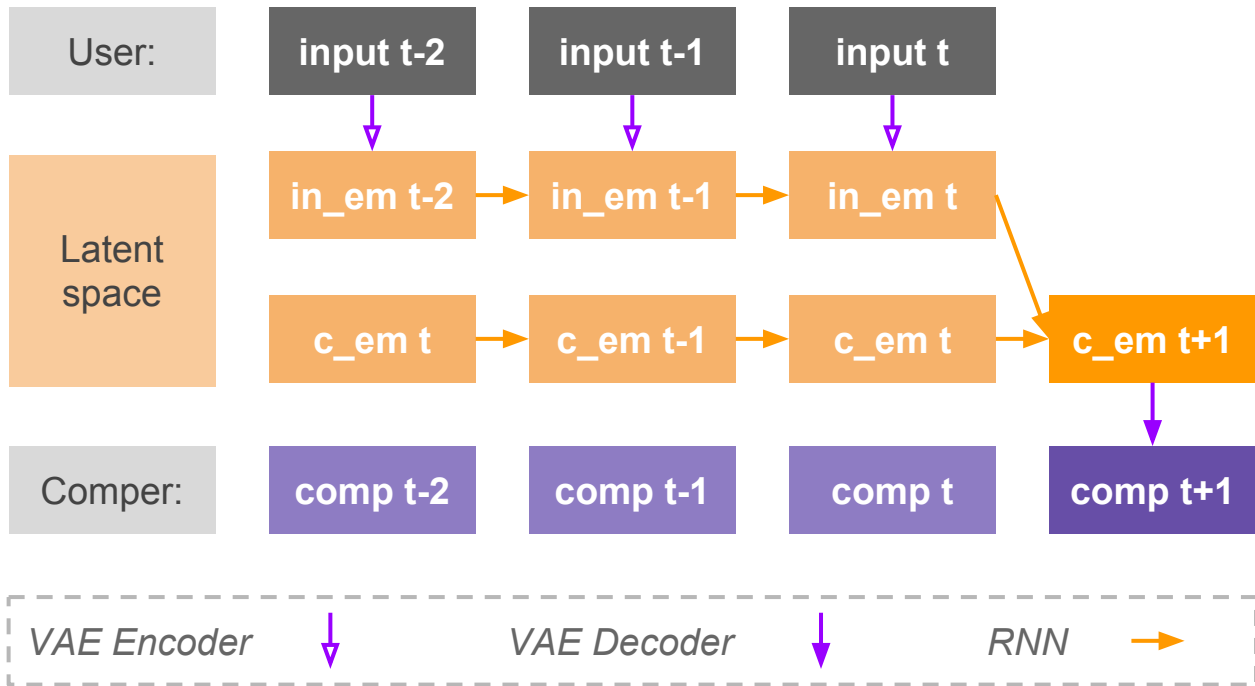 User:
input t-2
input t-1
input t
Latent
space
in_em t-2
in_em t-1
in_em t
c_em t
c_em t-1
c_em t
c_em t+1
Comper:
comp t-2
comp t-1
comp t
comp t+1
VAE Encoder
VAE Decoder
RNN